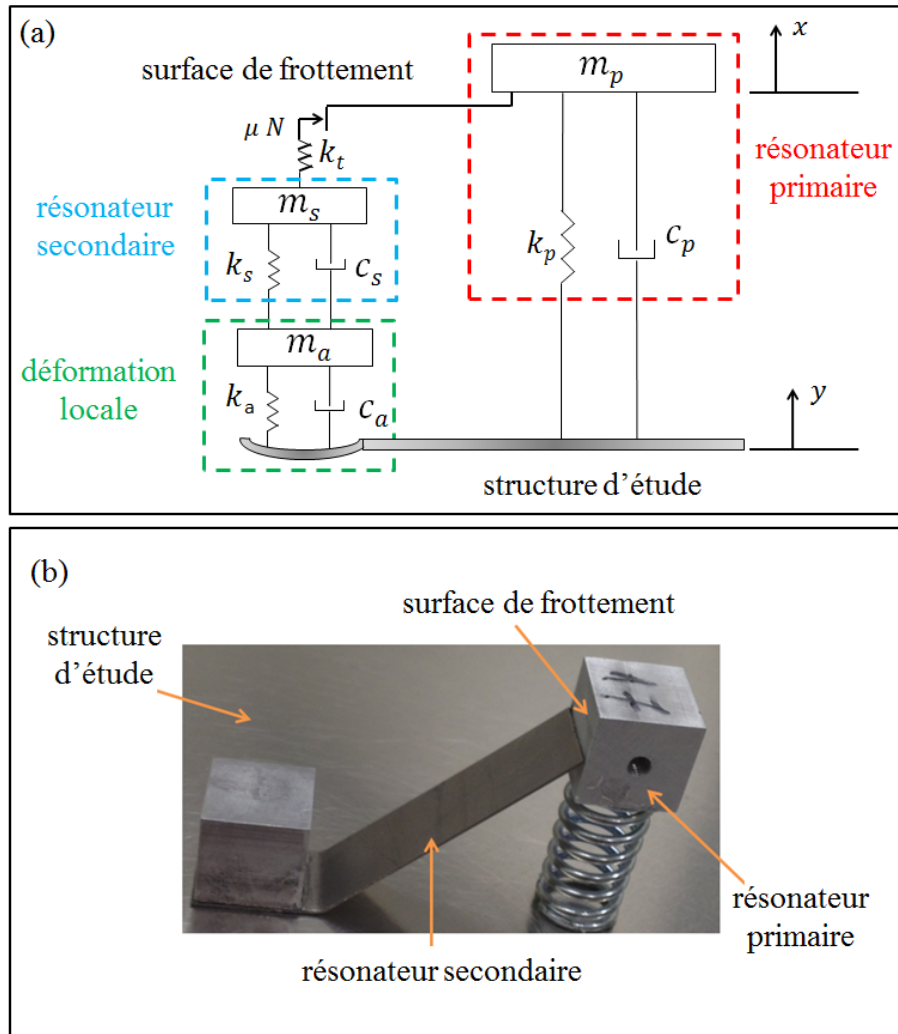 (a)
x
m_p
surface de frottement
μ N
k_t
résonateur
primaire
résonateur
secondaire
m_s
k_p
c_p
k_s
c_s
m_a
déformation
locale
k_a
c_a
y
structure d'étude
(b)
surface de frottement
structure
d'étude
résonateur
primaire
résonateur secondaire